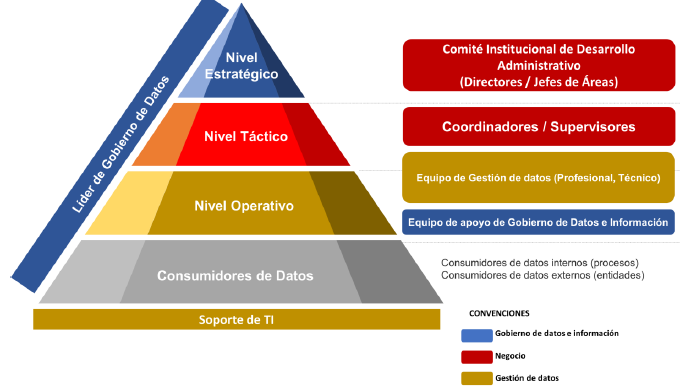 Líder de Gobierno de Datos
Nivel
Estratégico
Comité Institucional de Desarrollo
Administrativo
(Directores / Jefes de Áreas)
Nivel Táctico
Coordinadores / Supervisores
Nivel Operativo
Equipo de Gestión de datos (Profesional, Técnico)
Equipo de apoyo de Gobierno de Datos e Información
Consumidores de Datos
Consumidores de datos internos (procesos)
Consumidores de datos externos (entidades)
Soporte de TI
CONVENCIONES
Gobierno de datos e información
Negocio
Gestión de datos